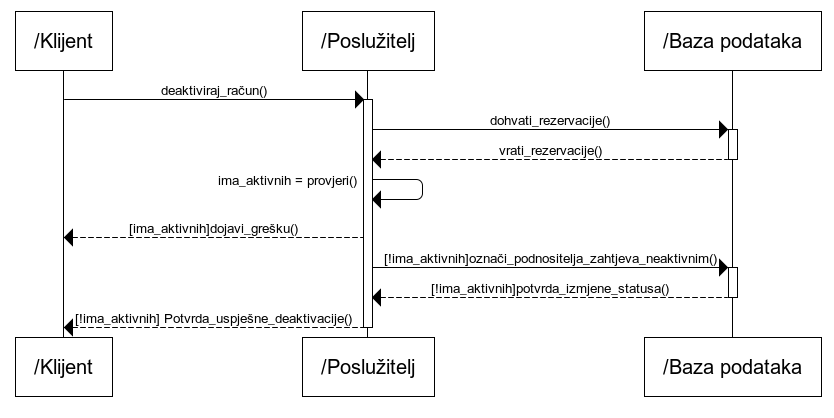 /Klijent
/Poslužitelj
/Baza podataka
deaktiviraj_račun()
dohvati_rezervacije()
vrati_rezervacije()
ima_aktivnih = provjeri()
[ima_aktivnih]dojavi_grešku()
[!ima_aktivnih]označi_podnositelja_zahtjeva_neaktivnim()
[!ima_aktivnih]potvrda_izmjene_statusa()
[!ima_aktivnih] Potvrda_uspješne_deaktivacije()
/Klijent
/Poslužitelj
/Baza podataka